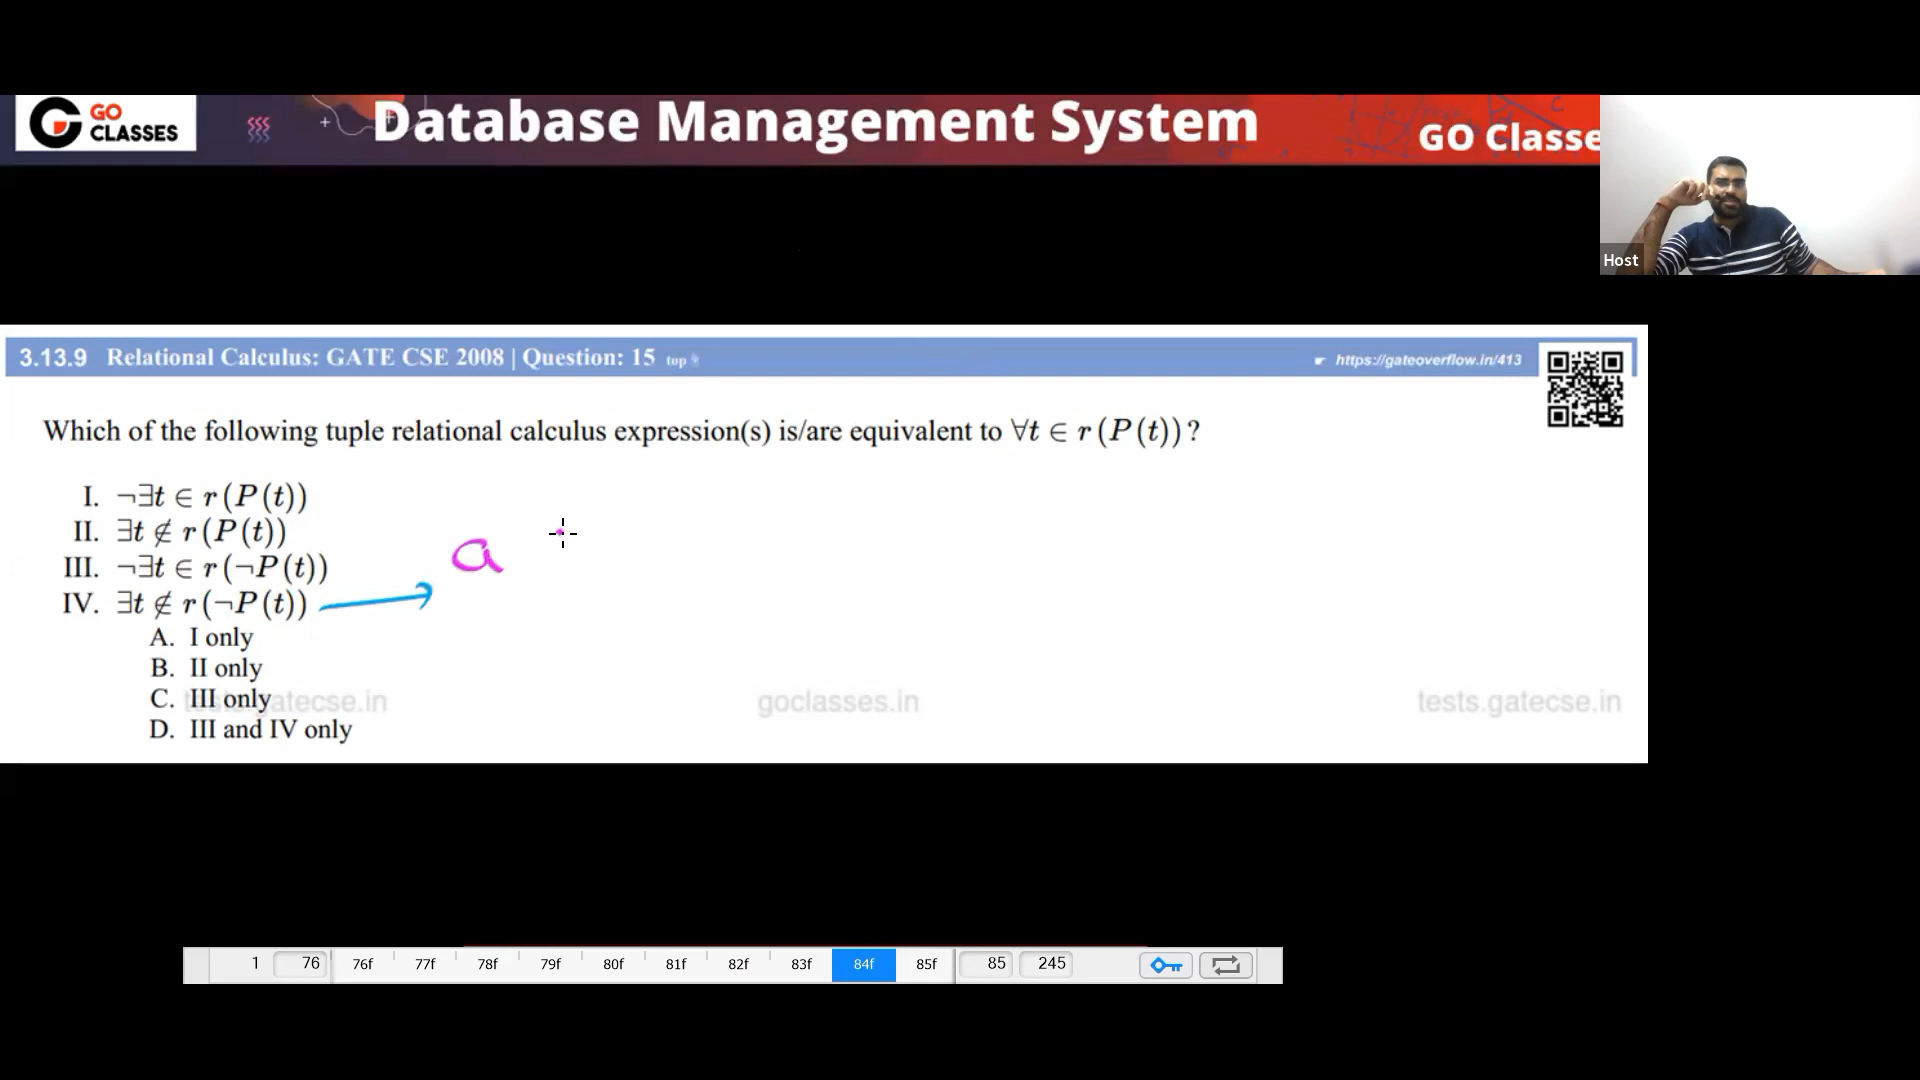 GO
CLASSES
Database Management System
GO Classe
Host
3.13.9 Relational Calculus: GATE CSE 2008 | Question: 15 top
https://gateoverflow.in/413
Which of the following tuple relational calculus expression(s) is/are equivalent to ∀t ∈ r (P (t)) ?
I. ¬∃t ∈ r (P (t))
II. ∃t ∉ r (P (t))
III. ¬∃t ∈ r (¬P (t))
IV. ∃t ∉ r (¬P (t))
a
A. I only
B. II only
C. III only
D. III and IV only
tests.gatecse.in
goclasses.in
tests.gatecse.in
1 76 76f 77f 78f 79f 80f 81f 82f 83f 84f 85f 85 245